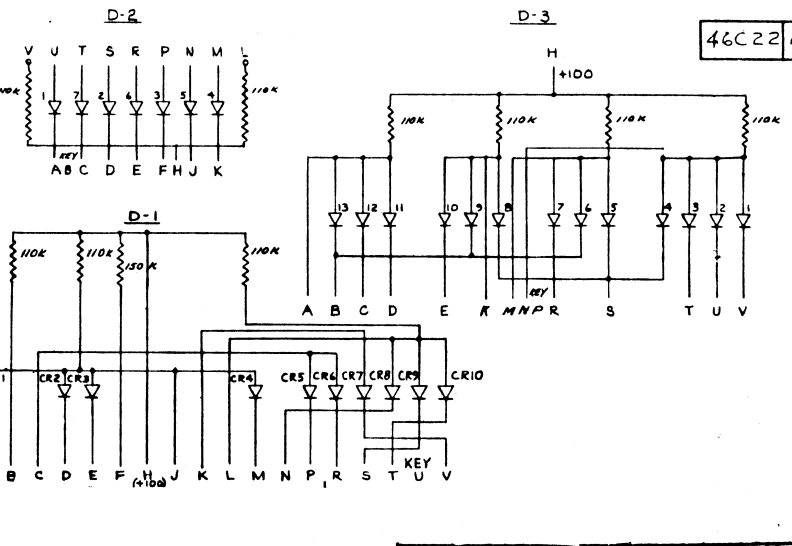 D-2
V U T S R P N M L
110K
1 7 2 6 3 5 4
KEY
A B C D E F H J K
D-3
46C22
H
+100
110K 110K 110K 110K
13 12 11 10 9 8 7 6 5 4 3 2 1
KEY
A B C D E K M N P R S T U V
D-1
110K 110K 150K 110K
1 CR2 CR3 CR4 CR5 CR6 CR7 CR8 CR9 CR10
KEY
B C D E F H J K L M N P R S T U V
(+100)